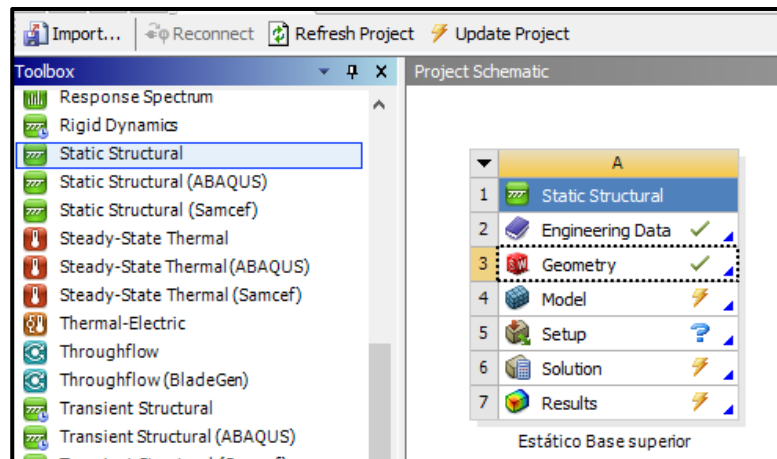 Import... Reconnect Refresh Project Update Project
Toolbox
Response Spectrum
Rigid Dynamics
Static Structural
Static Structural (ABAQUS)
Static Structural (Samcef)
Steady-State Thermal
Steady-State Thermal (ABAQUS)
Steady-State Thermal (Samcef)
Thermal-Electric
Throughflow
Throughflow (BladeGen)
Transient Structural
Transient Structural (ABAQUS)
Project Schematic
A
1 Static Structural
2 Engineering Data
3 Geometry
4 Model
5 Setup
6 Solution
7 Results
Estático Base superior